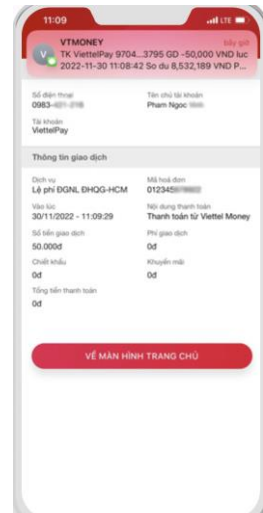 11:09
LTE
VTMONEY
bây giờ
TK ViettelPay 9704...3795 GD -50,000 VND luc
2022-11-30 11:08:42 So du 8,532,189 VND P...
Số điện thoại
Tên chủ tài khoản
0983-
Pham Ngoc
Tài khoản
ViettelPay
Thông tin giao dịch
Dịch vụ
Mã hoá đơn
Lệ phí ĐGNL ĐHQG-HCM
012345
Vào lúc
Nội dung thanh toán
30/11/2022 - 11:09:29
Thanh toán từ Viettel Money
Số tiền giao dịch
Phí giao dịch
50.000đ
0đ
Chiết khấu
Khuyến mãi
0đ
0đ
Tổng tiền thanh toán
0đ
VỀ MÀN HÌNH TRANG CHỦ